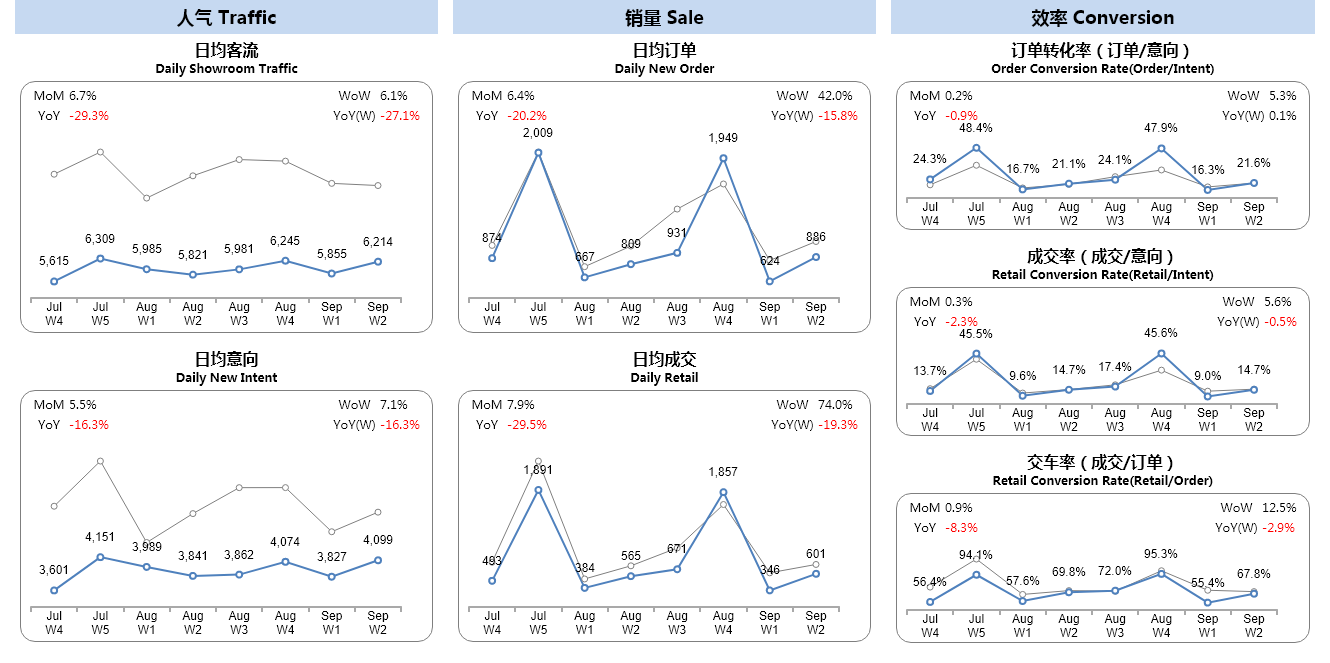 人气 Traffic
日均客流
Daily Showroom Traffic
MoM 6.7% WoW 6.1%
YoY -29.3% YoY(W) -27.1%
5,615 6,309 5,985 5,821 5,981 6,245 5,855 6,214
Jul Jul Aug Aug Aug Aug Sep Sep
W4 W5 W1 W2 W3 W4 W1 W2
日均意向
Daily New Intent
MoM 5.5% WoW 7.1%
YoY -16.3% YoY(W) -16.3%
3,601 4,151 3,989 3,841 3,862 4,074 3,827 4,099
Jul Jul Aug Aug Aug Aug Sep Sep
W4 W5 W1 W2 W3 W4 W1 W2
销量 Sale
日均订单
Daily New Order
MoM 6.4% WoW 42.0%
YoY -20.2% YoY(W) -15.8%
874 2,009 667 809 931 1,949 624 886
Jul Jul Aug Aug Aug Aug Sep Sep
W4 W5 W1 W2 W3 W4 W1 W2
日均成交
Daily Retail
MoM 7.9% WoW 74.0%
YoY -29.5% YoY(W) -19.3%
493 1,891 384 565 671 1,857 346 601
Jul Jul Aug Aug Aug Aug Sep Sep
W4 W5 W1 W2 W3 W4 W1 W2
效率 Conversion
订单转化率（订单/意向）
Order Conversion Rate(Order/Intent)
MoM 0.2% WoW 5.3%
YoY -0.9% YoY(W) 0.1%
24.3% 48.4% 16.7% 21.1% 24.1% 47.9% 16.3% 21.6%
Jul Jul Aug Aug Aug Aug Sep Sep
W4 W5 W1 W2 W3 W4 W1 W2
成交率（成交/意向）
Retail Conversion Rate(Retail/Intent)
MoM 0.3% WoW 5.6%
YoY -2.3% YoY(W) -0.5%
13.7% 45.5% 9.6% 14.7% 17.4% 45.6% 9.0% 14.7%
Jul Jul Aug Aug Aug Aug Sep Sep
W4 W5 W1 W2 W3 W4 W1 W2
交车率（成交/订单）
Retail Conversion Rate(Retail/Order)
MoM 0.9% WoW 12.5%
YoY -8.3% YoY(W) -2.9%
56.4% 94.1% 57.6% 69.8% 72.0% 95.3% 55.4% 67.8%
Jul Jul Aug Aug Aug Aug Sep Sep
W4 W5 W1 W2 W3 W4 W1 W2